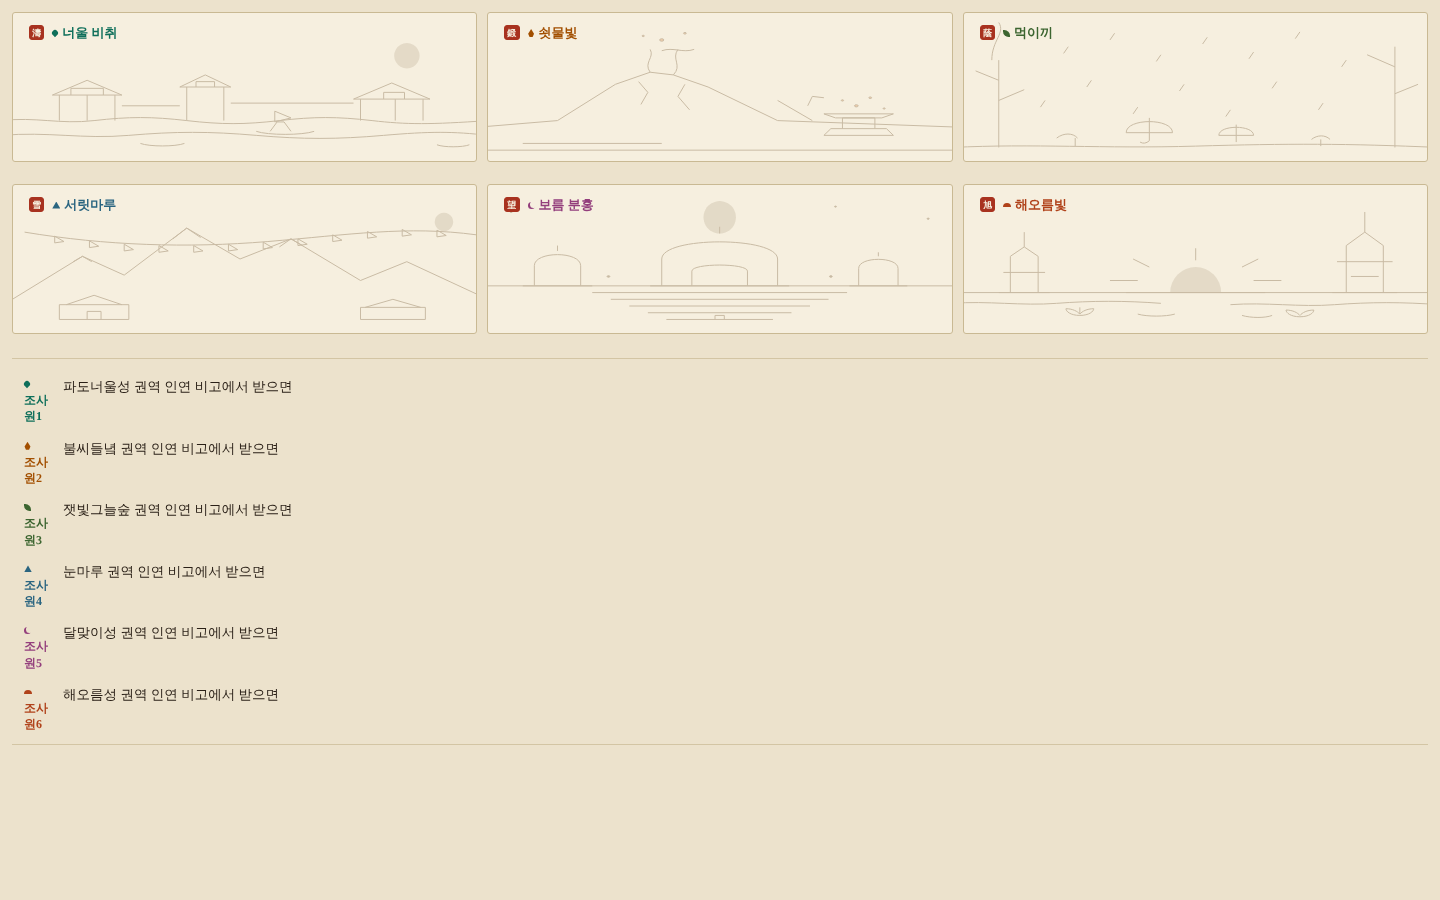 濤 너울 비취
鍛 쇳물빛
蔭 먹이끼
雪 서릿마루
望 보름 분홍
旭 해오름빛
조사
원1
파도너울성 권역 인연 비고에서 받으면
조사
원2
불씨들녘 권역 인연 비고에서 받으면
조사
원3
잿빛그늘숲 권역 인연 비고에서 받으면
조사
원4
눈마루 권역 인연 비고에서 받으면
조사
원5
달맞이성 권역 인연 비고에서 받으면
조사
원6
해오름성 권역 인연 비고에서 받으면